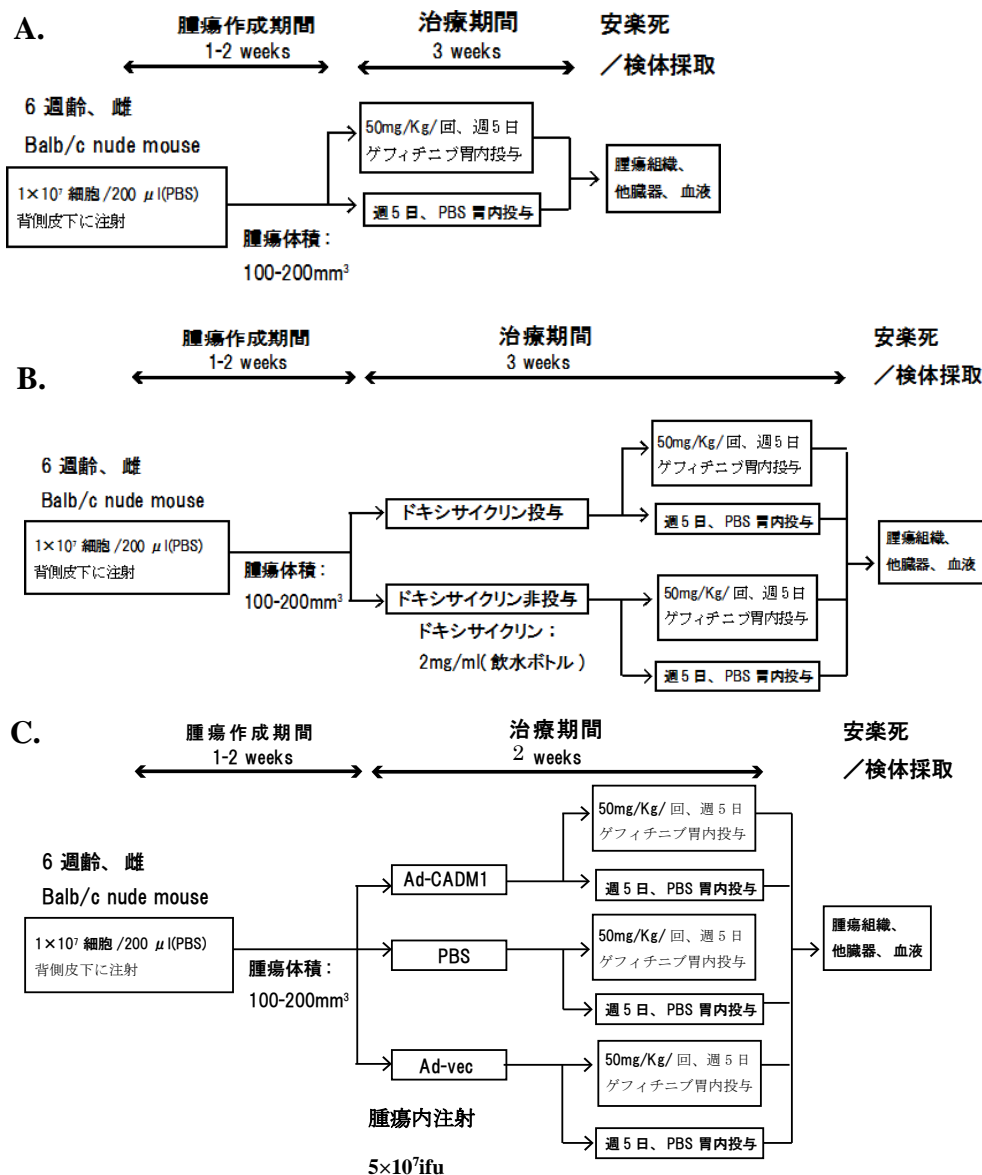 A.
腫瘍作成期間
1-2 weeks
治療期間
3 weeks
安楽死
／検体採取
6 週齢、雌
Balb/c nude mouse
1×10⁷ 細胞 /200 μl(PBS)
背側皮下に注射
腫瘍体積：
100-200mm³
50mg/Kg/ 回、週５日
ゲフィチニブ胃内投与
週５日、PBS 胃内投与
腫瘍組織、
他臓器、血液
B.
腫瘍作成期間
1-2 weeks
治療期間
3 weeks
安楽死
／検体採取
6 週齢、雌
Balb/c nude mouse
1×10⁷ 細胞 /200 μl(PBS)
背側皮下に注射
腫瘍体積：
100-200mm³
ドキシサイクリン投与
ドキシサイクリン非投与
ドキシサイクリン：
2mg/ml( 飲水ボトル )
50mg/Kg/ 回、週５日
ゲフィチニブ胃内投与
週５日、PBS 胃内投与
50mg/Kg/ 回、週５日
ゲフィチニブ胃内投与
週５日、PBS 胃内投与
腫瘍組織、
他臓器、血液
C.
腫瘍作成期間
1-2 weeks
治療期間
2 weeks
安楽死
／検体採取
6 週齢、雌
Balb/c nude mouse
1×10⁷ 細胞 /200 μl(PBS)
背側皮下に注射
腫瘍体積：
100-200mm³
Ad-CADM1
PBS
Ad-vec
腫瘍内注射
5×10⁷ifu
50mg/Kg/ 回、週５日
ゲフィチニブ胃内投与
週５日、PBS 胃内投与
50mg/Kg/ 回、週５日
ゲフィチニブ胃内投与
週５日、PBS 胃内投与
50mg/Kg/ 回、週５日
ゲフィチニブ胃内投与
週５日、PBS 胃内投与
腫瘍組織、
他臓器、血液